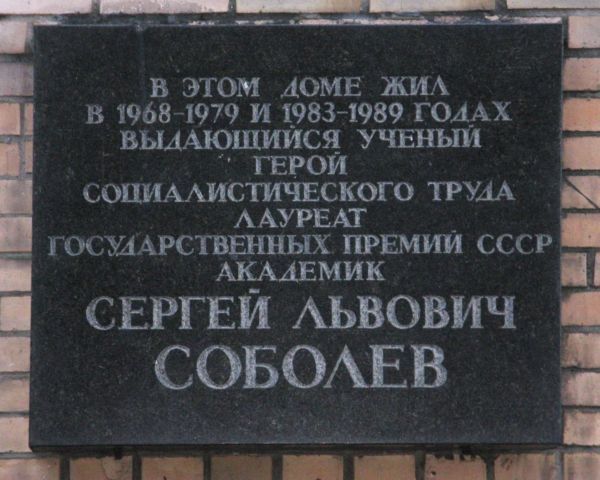 В ЭТОМ ДОМЕ ЖИЛ
В 1968-1979 И 1983-1989 ГОДАХ
ВЫДАЮЩИЙСЯ УЧЕНЫЙ
ГЕРОЙ
СОЦИАЛИСТИЧЕСКОГО ТРУДА
ЛАУРЕАТ
ГОСУДАРСТВЕННЫХ ПРЕМИЙ СССР
АКАДЕМИК
СЕРГЕЙ ЛЬВОВИЧ
СОБОЛЕВ